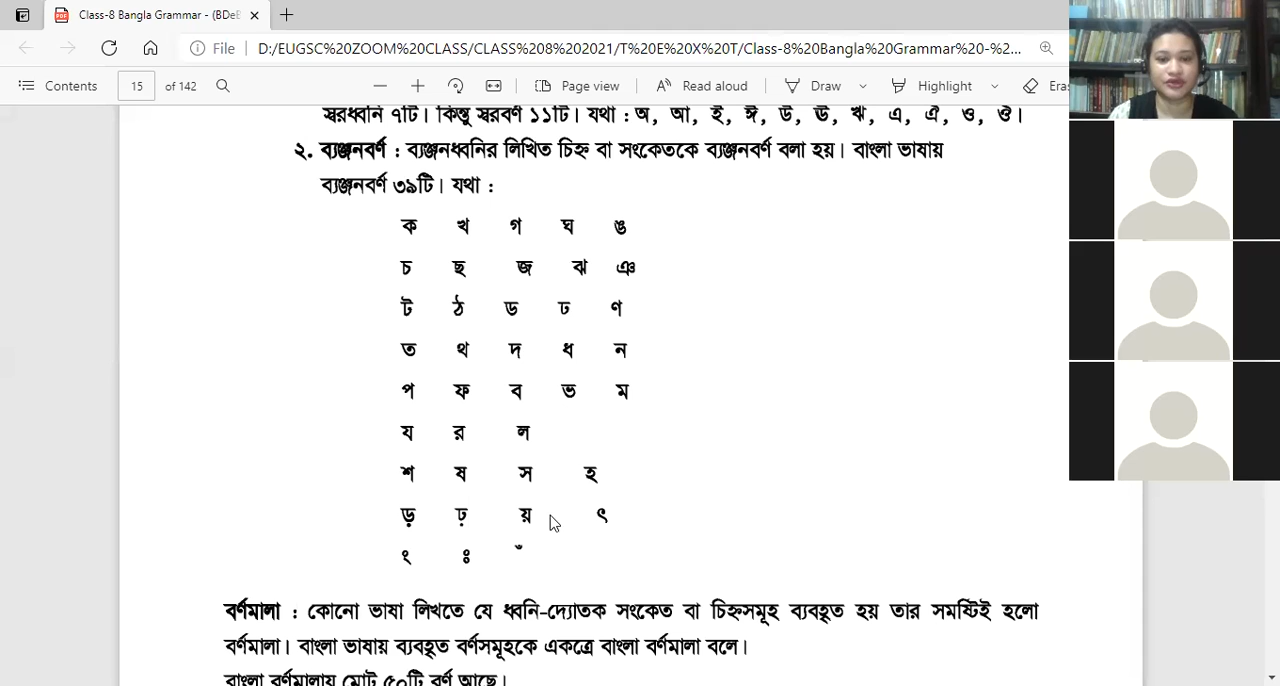 Class-8 Bangla Grammar - (BDeB
File D:/EUGSC%20ZOOM%20CLASS/CLASS%208%202021/T%20E%20X%20T/Class-8%20Bangla%20Grammar%20-%2...
Contents 15 of 142 Page view Read aloud Draw Highlight Eras
স্বরধ্বনি ৭টি। কিন্তু স্বরবর্ণ ১১টি। যথা : অ, আ, ই, ঈ, উ, ঊ, ঋ, এ, ঐ, ও, ঔ।
২. ব্যঞ্জনবর্ণ : ব্যঞ্জনধ্বনির লিখিত চিহ্ন বা সংকেতকে ব্যঞ্জনবর্ণ বলা হয়। বাংলা ভাষায়
ব্যঞ্জনবর্ণ ৩৯টি। যথা :
ক খ গ ঘ ঙ
চ ছ জ ঝ ঞ
ট ঠ ড ঢ ণ
ত থ দ ধ ন
প ফ ব ভ ম
য র ল
শ ষ স হ
ড় ঢ় য় ৎ
ং ঃ ঁ
বর্ণমালা : কোনো ভাষা লিখতে যে ধ্বনি-দ্যোতক সংকেত বা চিহ্নসমূহ ব্যবহৃত হয় তার সমষ্টিই হলো
বর্ণমালা। বাংলা ভাষায় ব্যবহৃত বর্ণসমূহকে একত্রে বাংলা বর্ণমালা বলে।
বাংলা বর্ণমালায় মোট ৫০টি বর্ণ আছে।